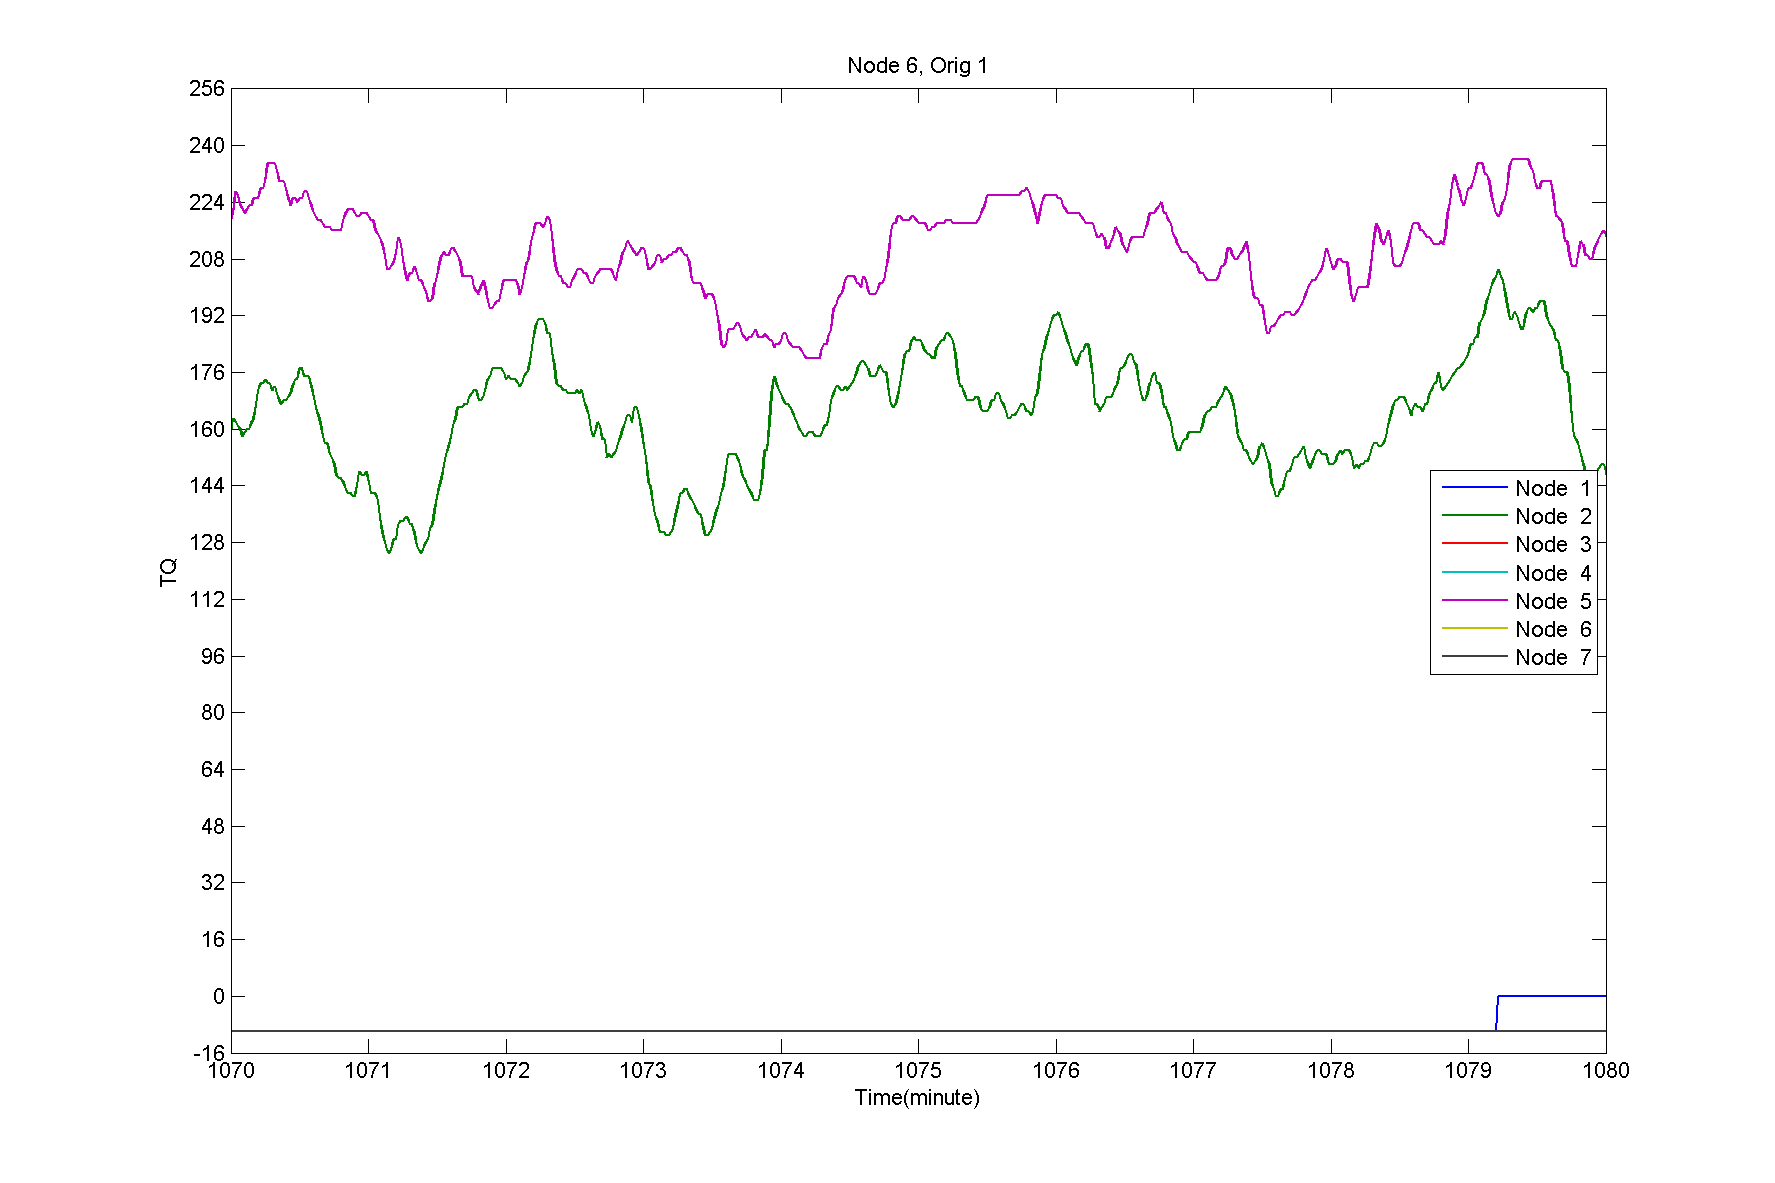 Node 6, Orig 1
256
240
224
208
192
176
160
144
128
112
96
80
64
48
32
16
0
-16
TQ
1070 1071 1072 1073 1074 1075 1076 1077 1078 1079 1080
Time(minute)
Node 1
Node 2
Node 3
Node 4
Node 5
Node 6
Node 7